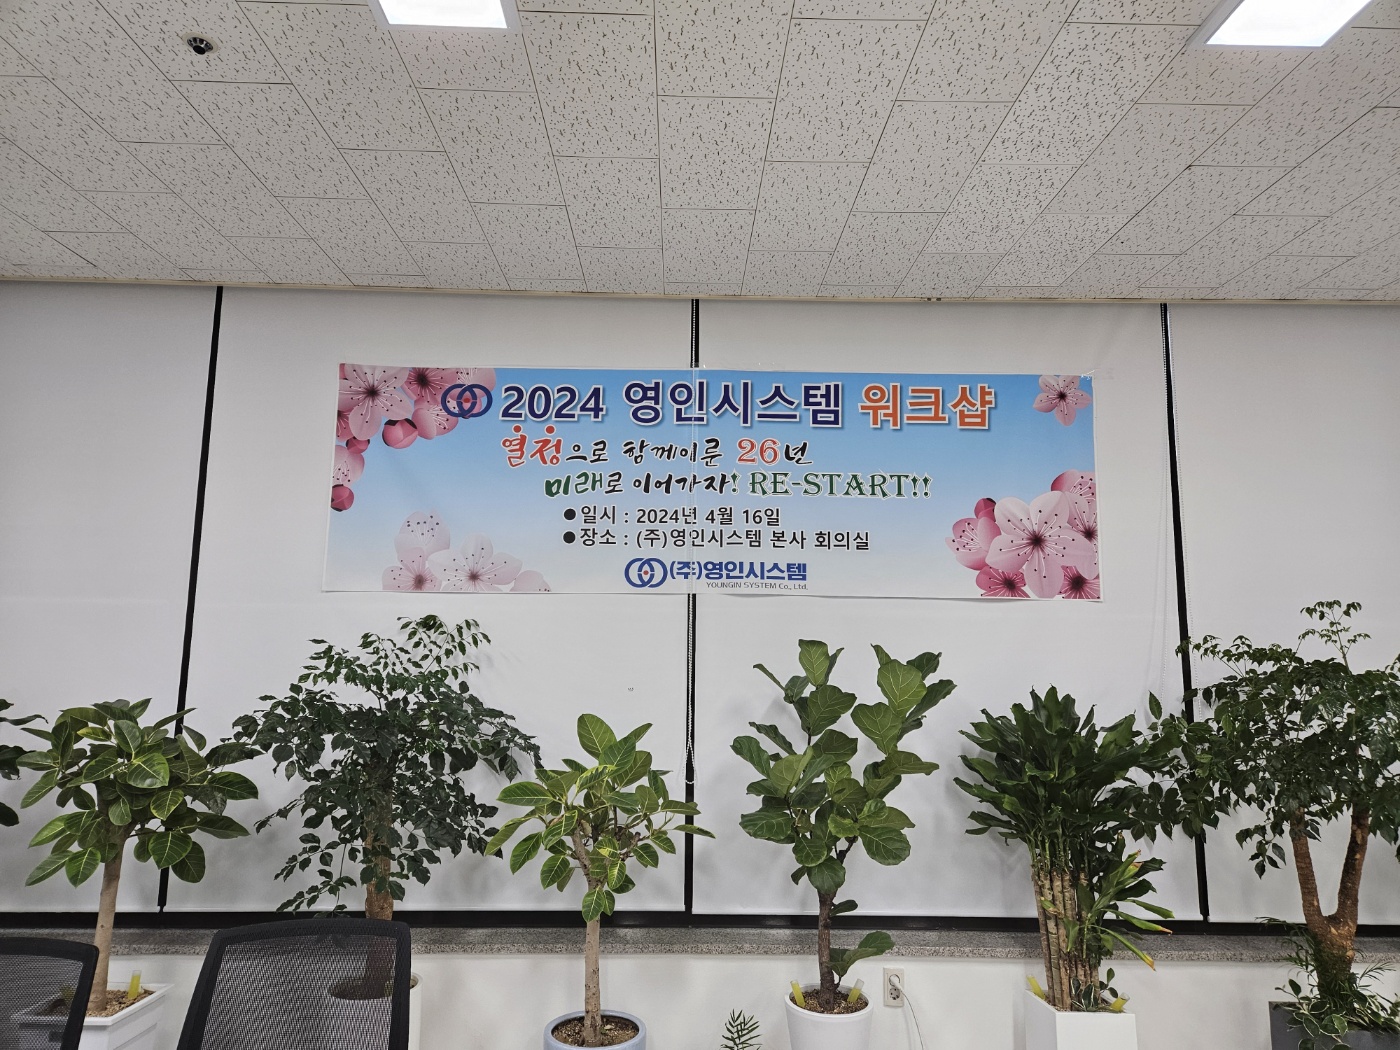 2024 영인시스템 워크샵
열정으로 함께이룬 26년
미래로 이어가자! RE-START!!
●일시 : 2024년 4월 16일
●장소 : (주)영인시스템 본사 회의실
(주)영인시스템
YOUNGIN SYSTEM Co., Ltd.